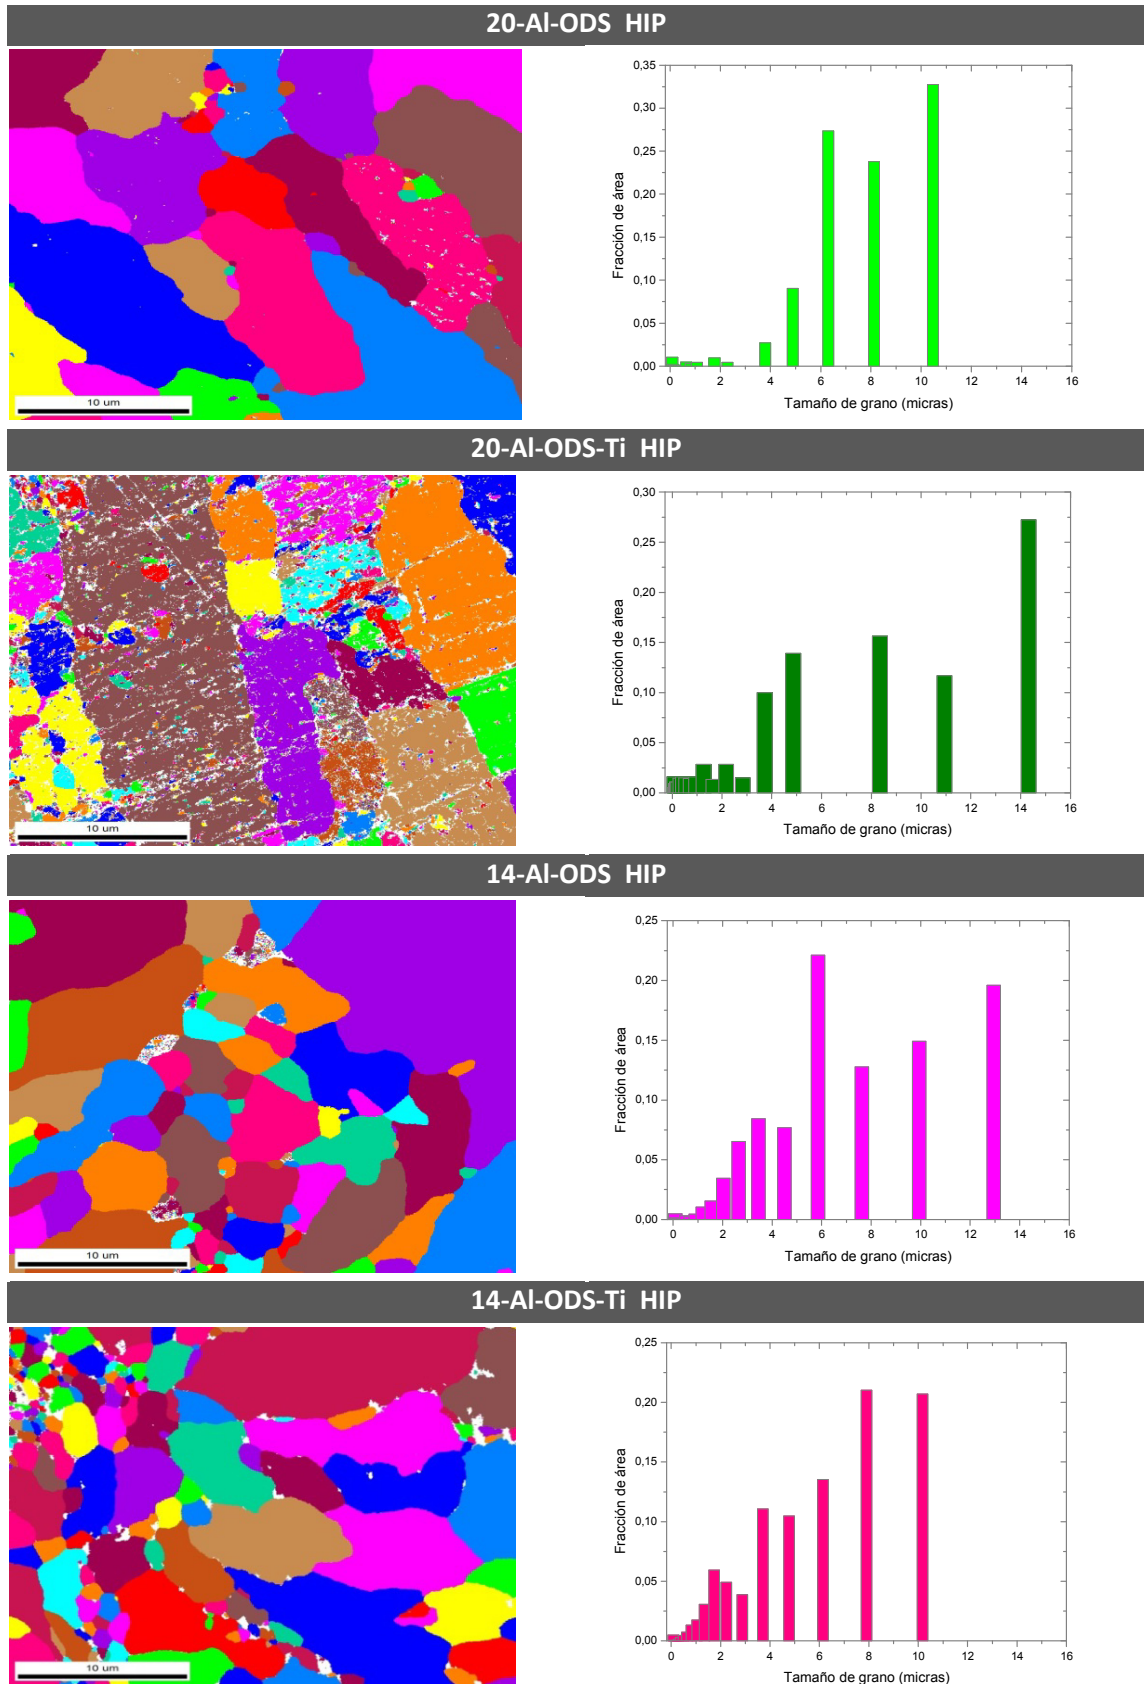 20-Al-ODS HIP
10 um
0,35
0,30
0,25
0,20
0,15
0,10
0,05
0,00
0 2 4 6 8 10 12 14 16
Fracción de área
Tamaño de grano (micras)
20-Al-ODS-Ti HIP
10 um
0,30
0,25
0,20
0,15
0,10
0,05
0,00
0 2 4 6 8 10 12 14 16
Fracción de área
Tamaño de grano (micras)
14-Al-ODS HIP
10 um
0,25
0,20
0,15
0,10
0,05
0,00
0 2 4 6 8 10 12 14 16
Fracción de área
Tamaño de grano (micras)
14-Al-ODS-Ti HIP
10 um
0,25
0,20
0,15
0,10
0,05
0,00
0 2 4 6 8 10 12 14 16
Fracción de área
Tamaño de grano (micras)